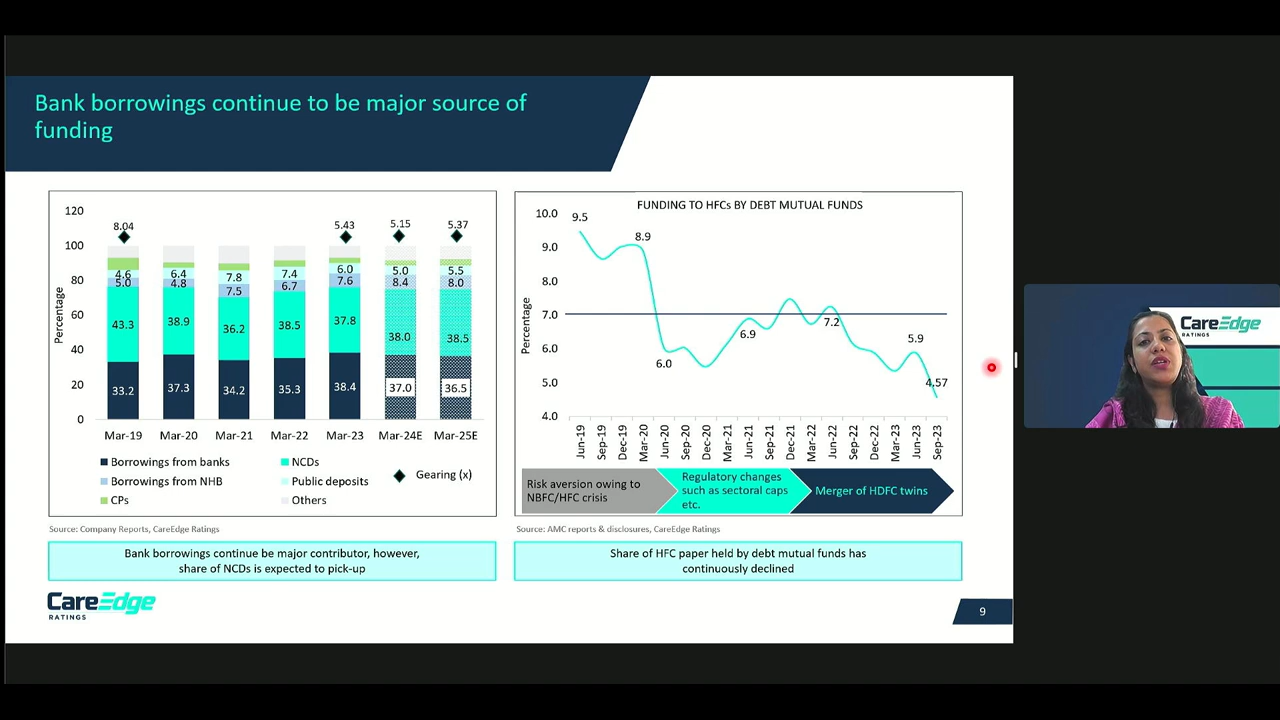 Bank borrowings continue to be major source of
funding
120
100
80
60
40
20
0
Percentage
8.04
5.43
5.15
5.37
4.6
6.4
7.8
7.4
6.0
5.0
5.5
5.0
4.8
7.5
6.7
7.6
8.4
8.0
43.3
38.9
36.2
38.5
37.8
38.0
38.5
33.2
37.3
34.2
35.3
38.4
37.0
36.5
Mar-19 Mar-20 Mar-21 Mar-22 Mar-23 Mar-24E Mar-25E
Borrowings from banks
NCDs
Gearing (x)
Borrowings from NHB
Public deposits
CPs
Others
Source: Company Reports, CareEdge Ratings
Bank borrowings continue be major contributor, however,
share of NCDs is expected to pick-up
FUNDING TO HFCs BY DEBT MUTUAL FUNDS
10.0
9.0
8.0
7.0
6.0
5.0
4.0
Percentage
9.5
8.9
6.0
6.9
7.2
5.9
4.57
Jun-19
Sep-19
Dec-19
Mar-20
Jun-20
Sep-20
Dec-20
Mar-21
Jun-21
Sep-21
Dec-21
Mar-22
Jun-22
Sep-22
Dec-22
Mar-23
Jun-23
Sep-23
Risk aversion owing to
NBFC/HFC crisis
Regulatory changes
such as sectoral caps
etc.
Merger of HDFC twins
Source: AMC reports & disclosures, CareEdge Ratings
Share of HFC paper held by debt mutual funds has
continuously declined
CareEdge
RATINGS
9
CareEdge
RATINGS